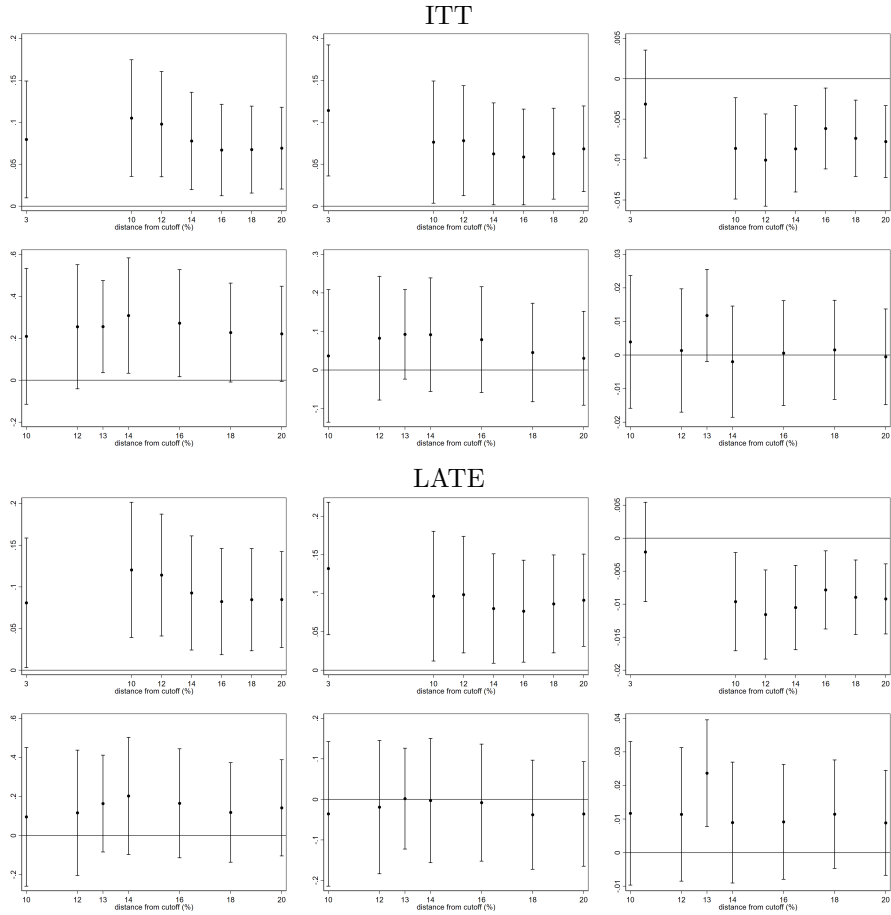 ITT
.2
.15
.1
.05
0
3 10 12 14 16 18 20
distance from cutoff (%)
.2
.15
.1
.05
0
3 10 12 14 16 18 20
distance from cutoff (%)
.005
0
-.005
-.01
-.015
3 10 12 14 16 18 20
distance from cutoff (%)
.6
.4
.2
0
-.2
10 12 13 14 16 18 20
distance from cutoff (%)
.3
.2
.1
0
-.1
10 12 13 14 16 18 20
distance from cutoff (%)
.03
.02
.01
0
-.01
-.02
10 12 13 14 16 18 20
distance from cutoff (%)
LATE
.2
.15
.1
.05
0
3 10 12 14 16 18 20
distance from cutoff (%)
.2
.15
.1
.05
0
3 10 12 14 16 18 20
distance from cutoff (%)
.005
0
-.005
-.01
-.015
-.02
3 10 12 14 16 18 20
distance from cutoff (%)
.6
.4
.2
0
-.2
10 12 13 14 16 18 20
distance from cutoff (%)
.2
.1
0
-.1
-.2
10 12 13 14 16 18 20
distance from cutoff (%)
.04
.03
.02
.01
0
-.01
10 12 13 14 16 18 20
distance from cutoff (%)